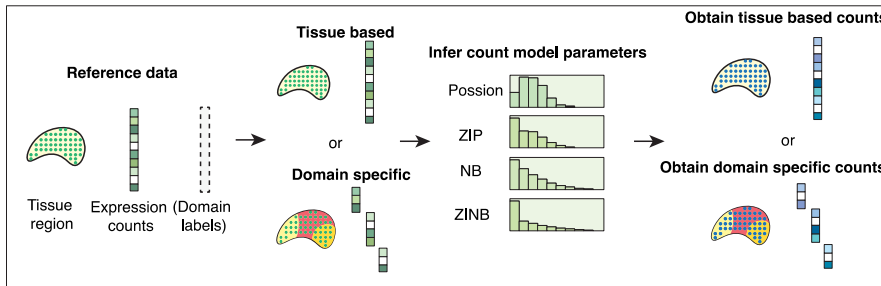 Reference data
Tissue
region
Expression
counts
(Domain
labels)
Tissue based
or
Domain specific
Infer count model parameters
Possion
ZIP
NB
ZINB
Obtain tissue based counts
or
Obtain domain specific counts